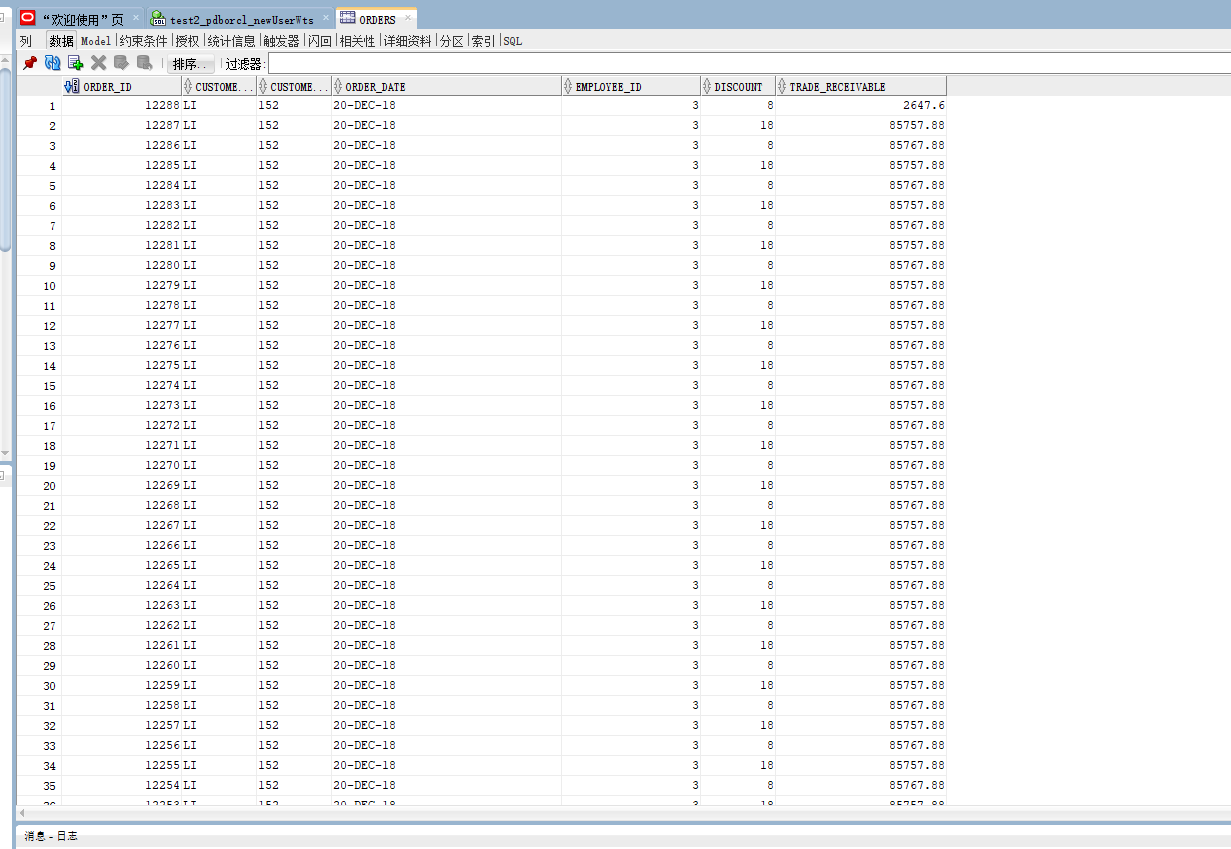 “欢迎使用”页 test2_pdborcl_newUserWts ORDERS
列 数据 Model 约束条件 授权 统计信息 触发器 闪回 相关性 详细资料 分区 索引 SQL
排序.. 过滤器:
ORDER_ID CUSTOME... CUSTOME... ORDER_DATE EMPLOYEE_ID DISCOUNT TRADE_RECEIVABLE
1 12288 LI 152 20-DEC-18 3 8 2647.6
2 12287 LI 152 20-DEC-18 3 18 85757.88
3 12286 LI 152 20-DEC-18 3 8 85767.88
4 12285 LI 152 20-DEC-18 3 18 85757.88
5 12284 LI 152 20-DEC-18 3 8 85767.88
6 12283 LI 152 20-DEC-18 3 18 85757.88
7 12282 LI 152 20-DEC-18 3 8 85767.88
8 12281 LI 152 20-DEC-18 3 18 85757.88
9 12280 LI 152 20-DEC-18 3 8 85767.88
10 12279 LI 152 20-DEC-18 3 18 85757.88
11 12278 LI 152 20-DEC-18 3 8 85767.88
12 12277 LI 152 20-DEC-18 3 18 85757.88
13 12276 LI 152 20-DEC-18 3 8 85767.88
14 12275 LI 152 20-DEC-18 3 18 85757.88
15 12274 LI 152 20-DEC-18 3 8 85767.88
16 12273 LI 152 20-DEC-18 3 18 85757.88
17 12272 LI 152 20-DEC-18 3 8 85767.88
18 12271 LI 152 20-DEC-18 3 18 85757.88
19 12270 LI 152 20-DEC-18 3 8 85767.88
20 12269 LI 152 20-DEC-18 3 18 85757.88
21 12268 LI 152 20-DEC-18 3 8 85767.88
22 12267 LI 152 20-DEC-18 3 18 85757.88
23 12266 LI 152 20-DEC-18 3 8 85767.88
24 12265 LI 152 20-DEC-18 3 18 85757.88
25 12264 LI 152 20-DEC-18 3 8 85767.88
26 12263 LI 152 20-DEC-18 3 18 85757.88
27 12262 LI 152 20-DEC-18 3 8 85767.88
28 12261 LI 152 20-DEC-18 3 18 85757.88
29 12260 LI 152 20-DEC-18 3 8 85767.88
30 12259 LI 152 20-DEC-18 3 18 85757.88
31 12258 LI 152 20-DEC-18 3 8 85767.88
32 12257 LI 152 20-DEC-18 3 18 85757.88
33 12256 LI 152 20-DEC-18 3 8 85767.88
34 12255 LI 152 20-DEC-18 3 18 85757.88
35 12254 LI 152 20-DEC-18 3 8 85767.88
消息 - 日志